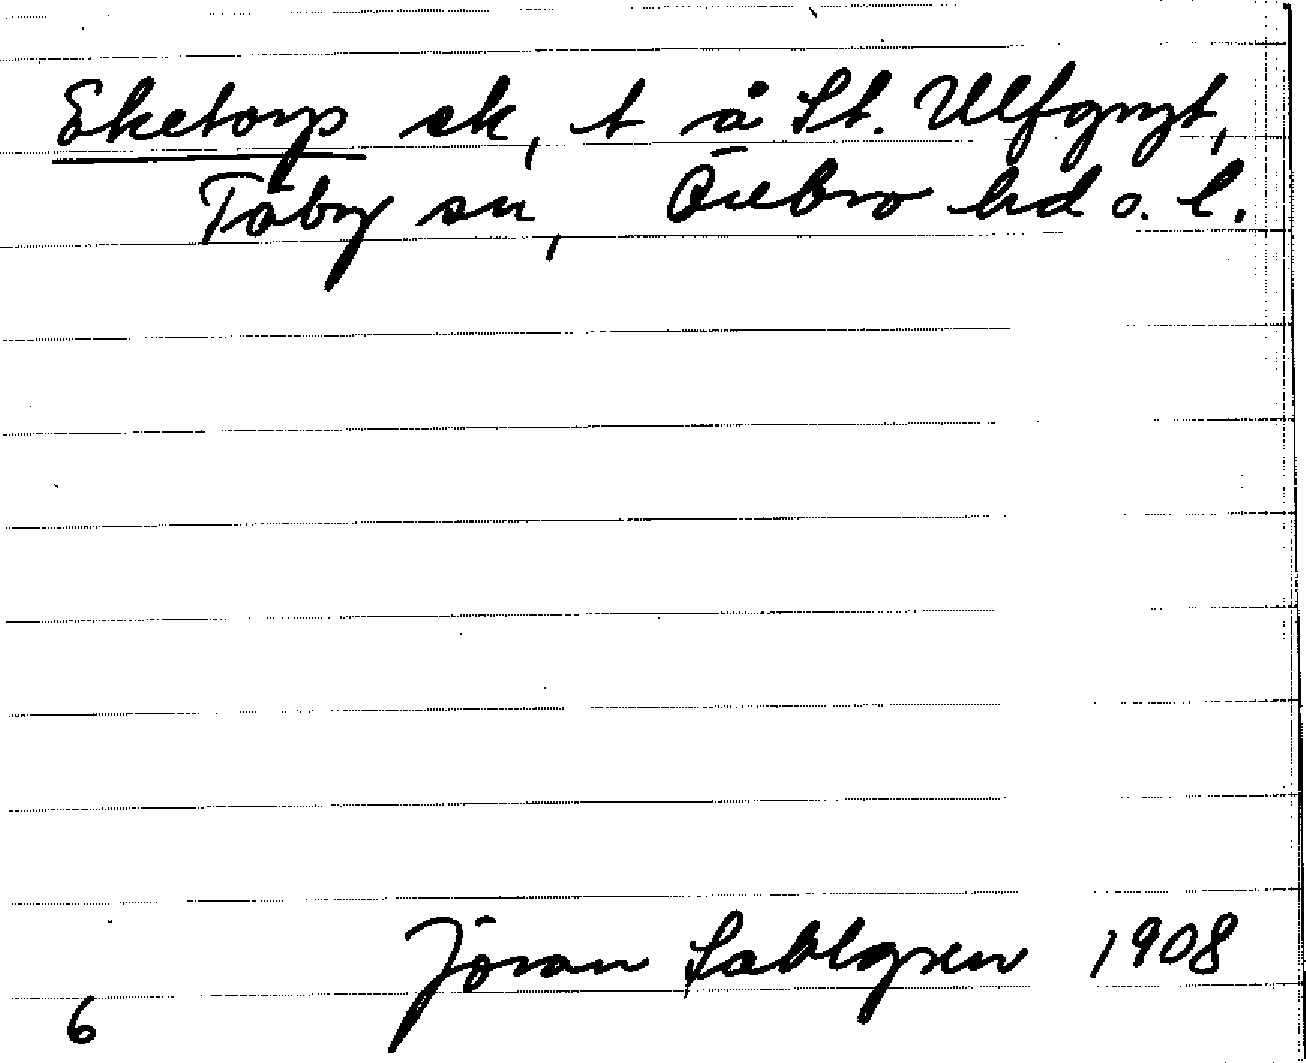 Eketorp sk, t å St. Ulfgryt,
Täby sn, Örebro hd o. l.
Jöran Sahlgren 1908
6